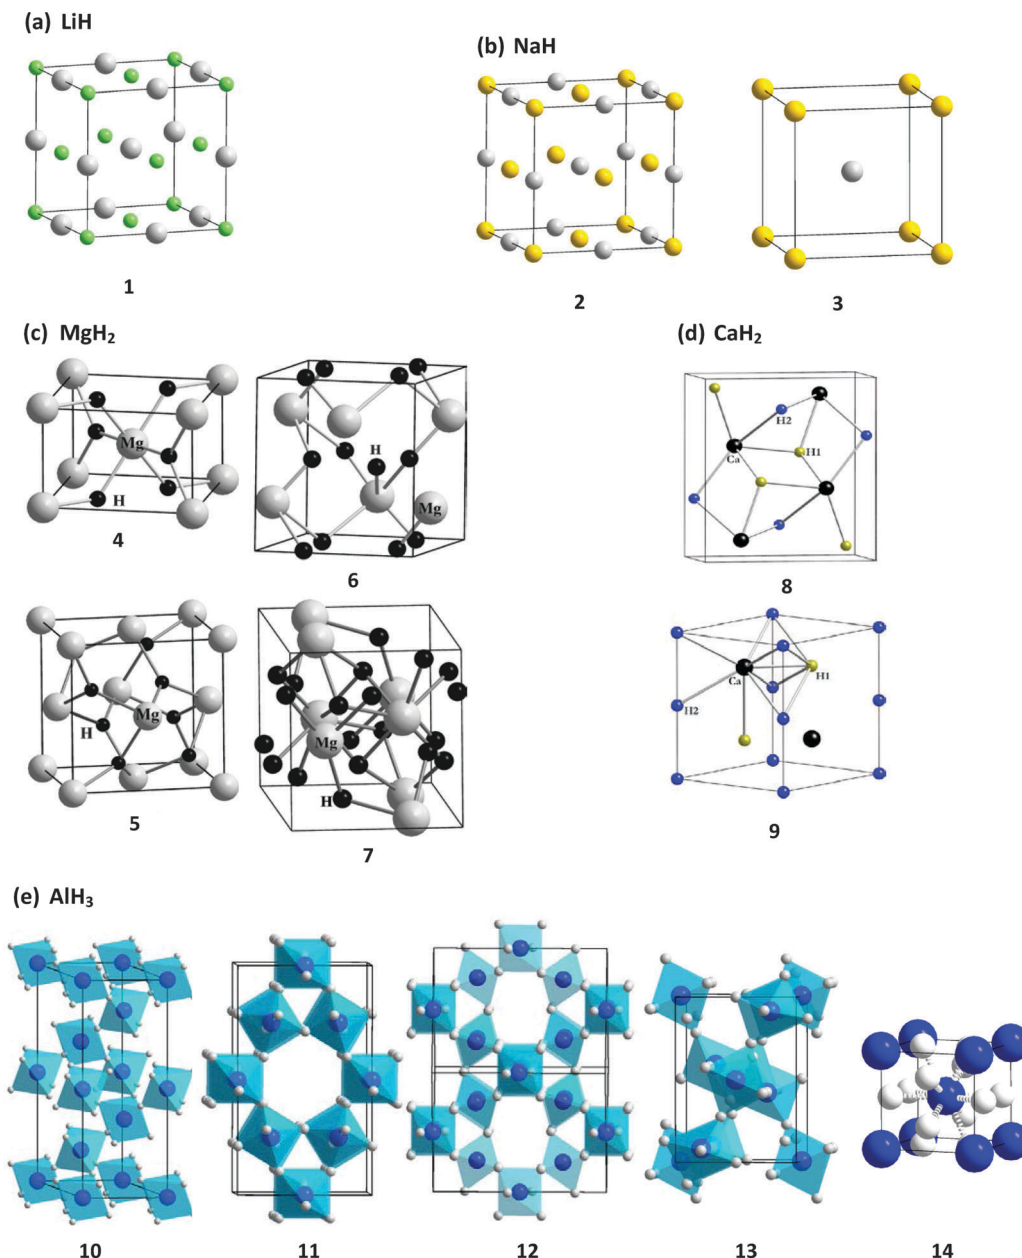 (a) LiH
(b) NaH
1
2
3
(c) MgH₂
(d) CaH₂
Mg
H
4
H
Mg
6
H2
Ca
H1
8
Mg
H
5
Mg
H
7
Ca
H1
H2
9
(e) AlH₃
10
11
12
13
14